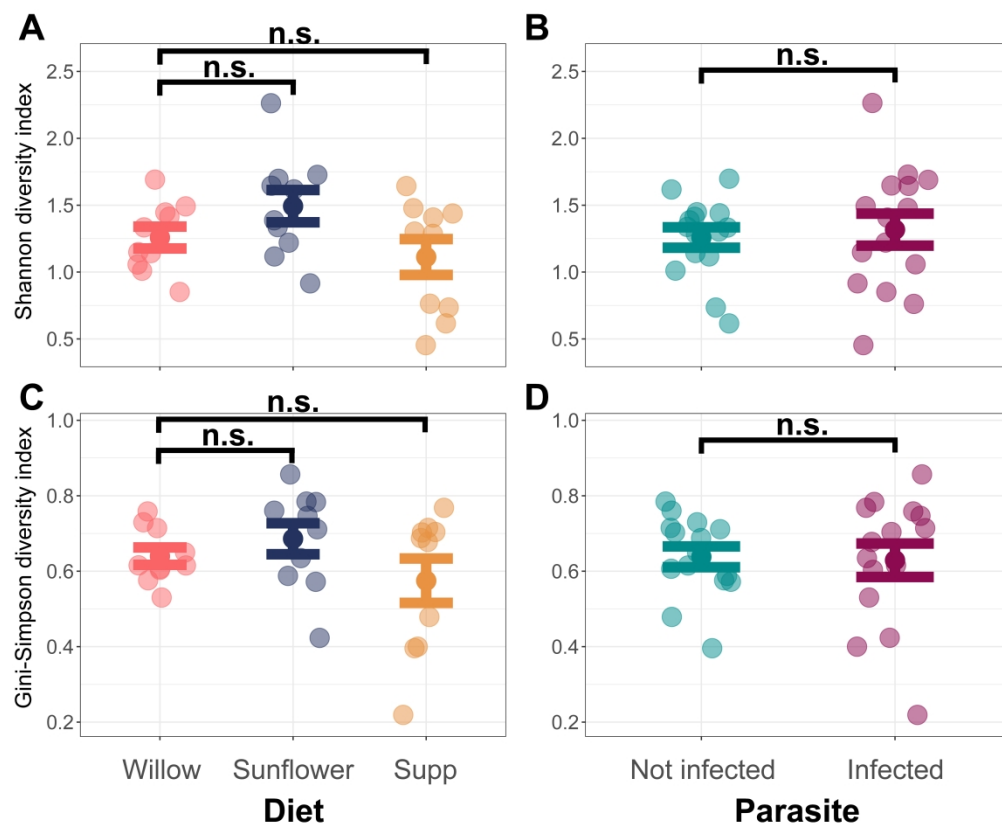 A
n.s.
n.s.
Shannon diversity index
2.5
2.0
1.5
1.0
0.5
B
n.s.
2.5
2.0
1.5
1.0
0.5
C
n.s.
n.s.
Gini-Simpson diversity index
1.0
0.8
0.6
0.4
0.2
Willow Sunflower Supp
Diet
D
n.s.
1.0
0.8
0.6
0.4
0.2
Not infected Infected
Parasite